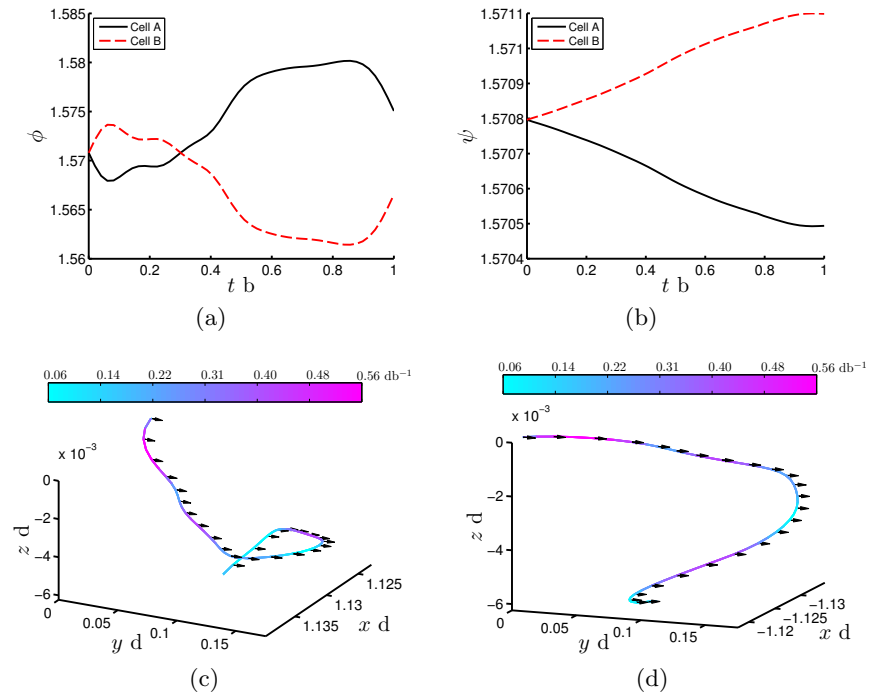 1.585
1.58
1.575
1.57
1.565
1.56
ϕ
Cell A
Cell B
0
0.2
0.4
0.6
0.8
1
t b
(a)
1.5711
1.571
1.5709
1.5708
1.5707
1.5706
1.5705
1.5704
ψ
Cell A
Cell B
0
0.2
0.4
0.6
0.8
1
t b
(b)
0.06 0.14 0.22 0.31 0.40 0.48 0.56 db⁻¹
x 10⁻³
0
−2
−4
−6
z d
0
0.05
0.1
0.15
y d
1.125
1.13
1.135
x d
(c)
0.06 0.14 0.22 0.31 0.40 0.48 0.56 db⁻¹
x 10⁻³
0
−2
−4
−6
z d
0
0.05
0.1
0.15
y d
−1.13
−1.125
−1.12
x d
(d)